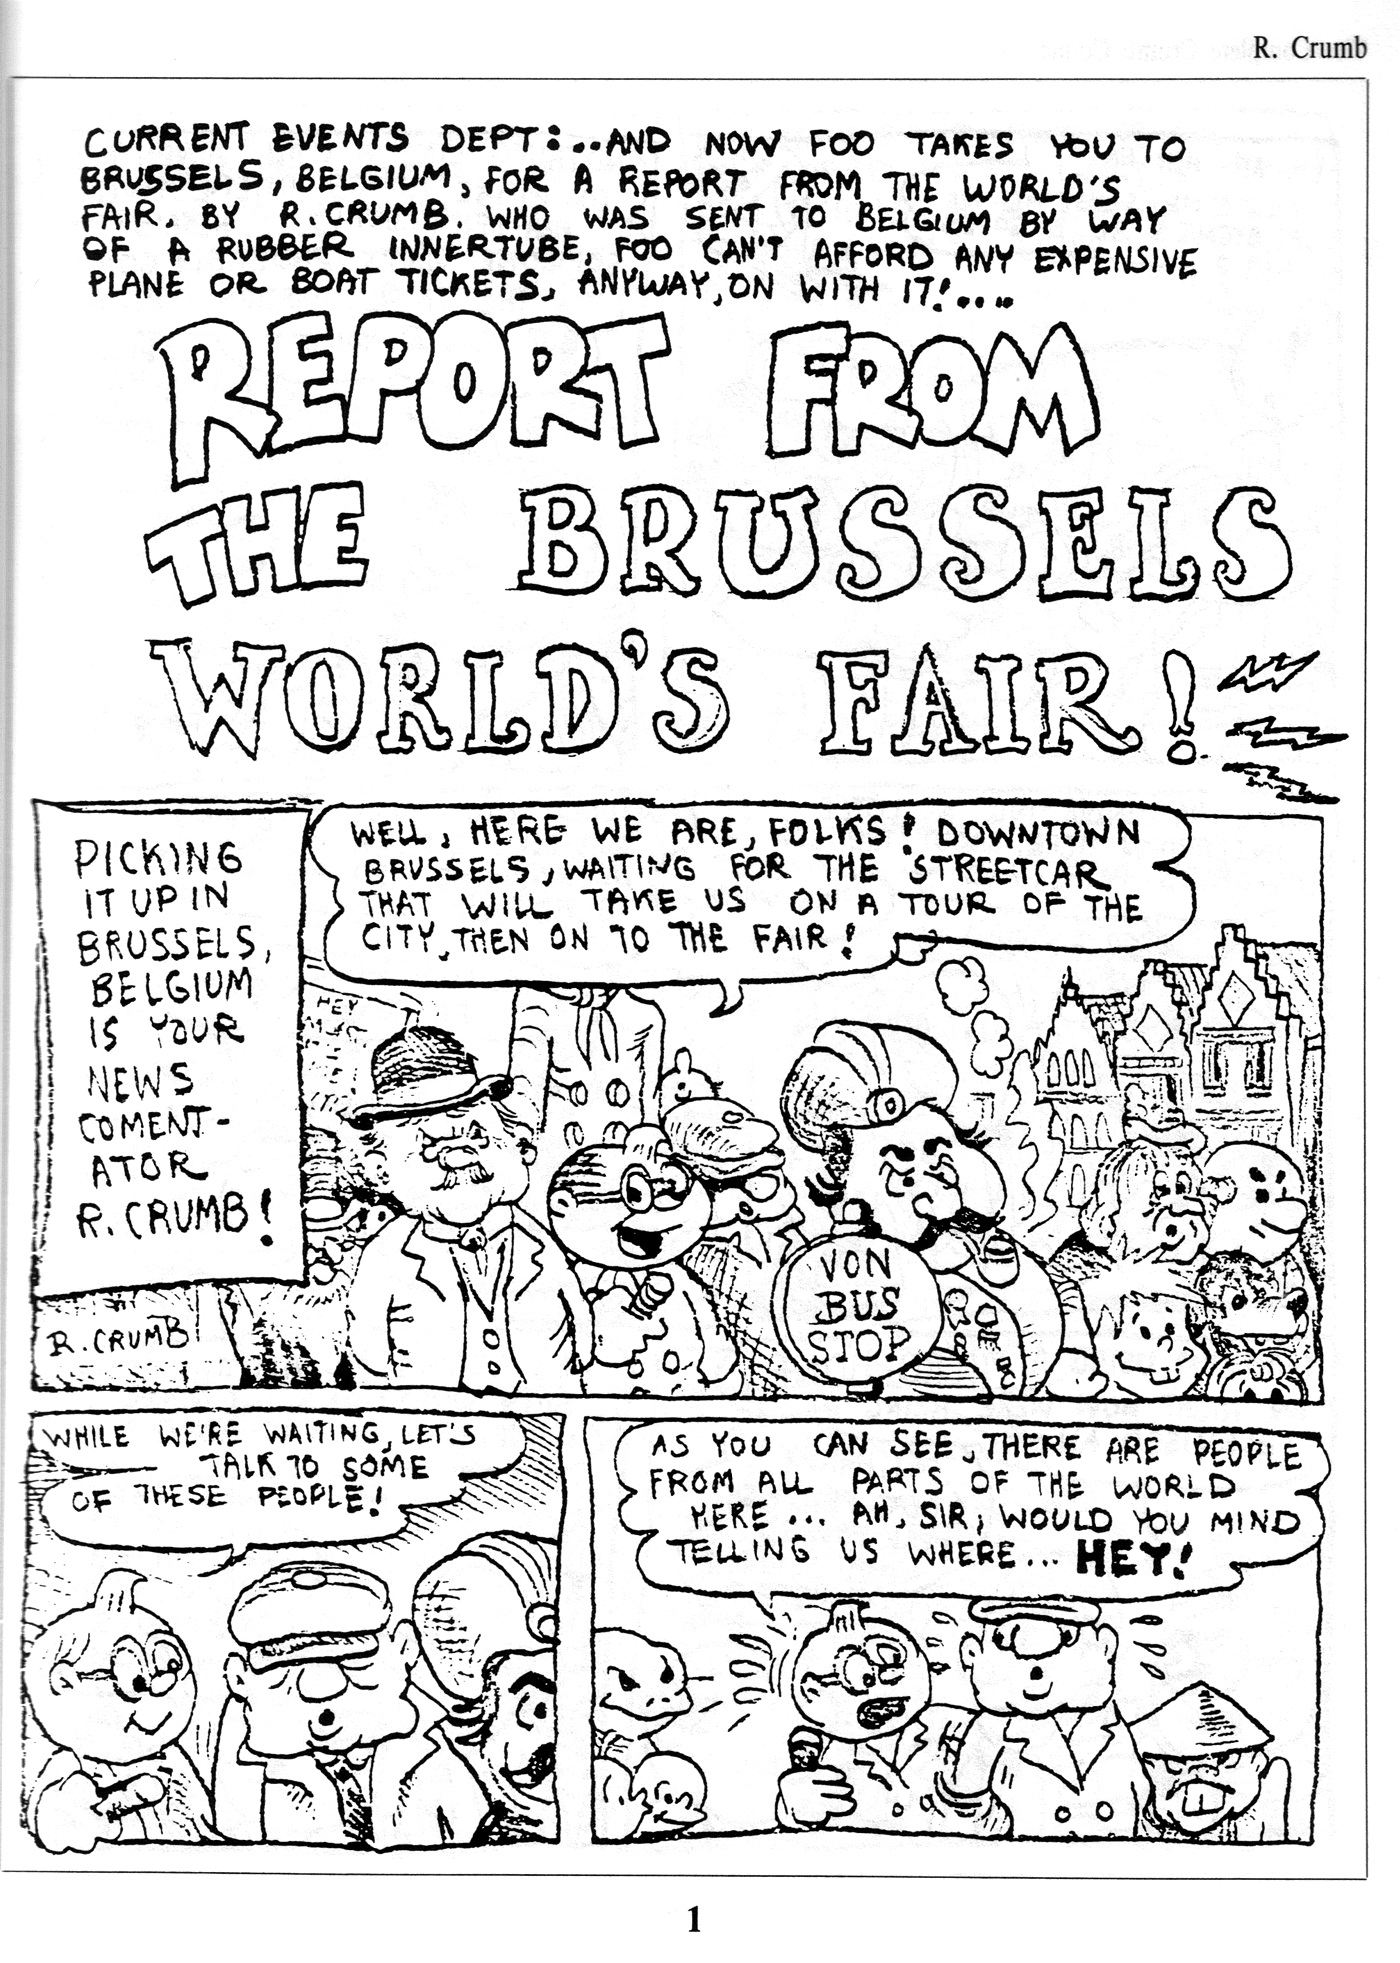 R. Crumb
CURRENT EVENTS DEPT:..AND NOW FOO TAKES YOU TO
BRUSSELS, BELGIUM, FOR A REPORT FROM THE WORLD'S
FAIR. BY R. CRUMB. WHO WAS SENT TO BELGIUM BY WAY
OF A RUBBER INNERTUBE, FOO CAN'T AFFORD ANY EXPENSIVE
PLANE OR BOAT TICKETS, ANYWAY, ON WITH IT!....
REPORT FROM
THE BRUSSELS
WORLD'S FAIR!
PICKING
IT UP IN
BRUSSELS,
BELGIUM
IS YOUR
NEWS
COMENT-
ATOR
R. CRUMB!
WELL, HERE WE ARE, FOLKS! DOWNTOWN
BRUSSELS, WAITING FOR THE STREETCAR
THAT WILL TAKE US ON A TOUR OF THE
CITY, THEN ON TO THE FAIR!
HEY
VON
BUS
STOP
R. CRUMB
WHILE WE'RE WAITING, LET'S
TALK TO SOME
OF THESE PEOPLE!
AS YOU CAN SEE, THERE ARE PEOPLE
FROM ALL PARTS OF THE WORLD
HERE... AH, SIR, WOULD YOU MIND
TELLING US WHERE... HEY!
1